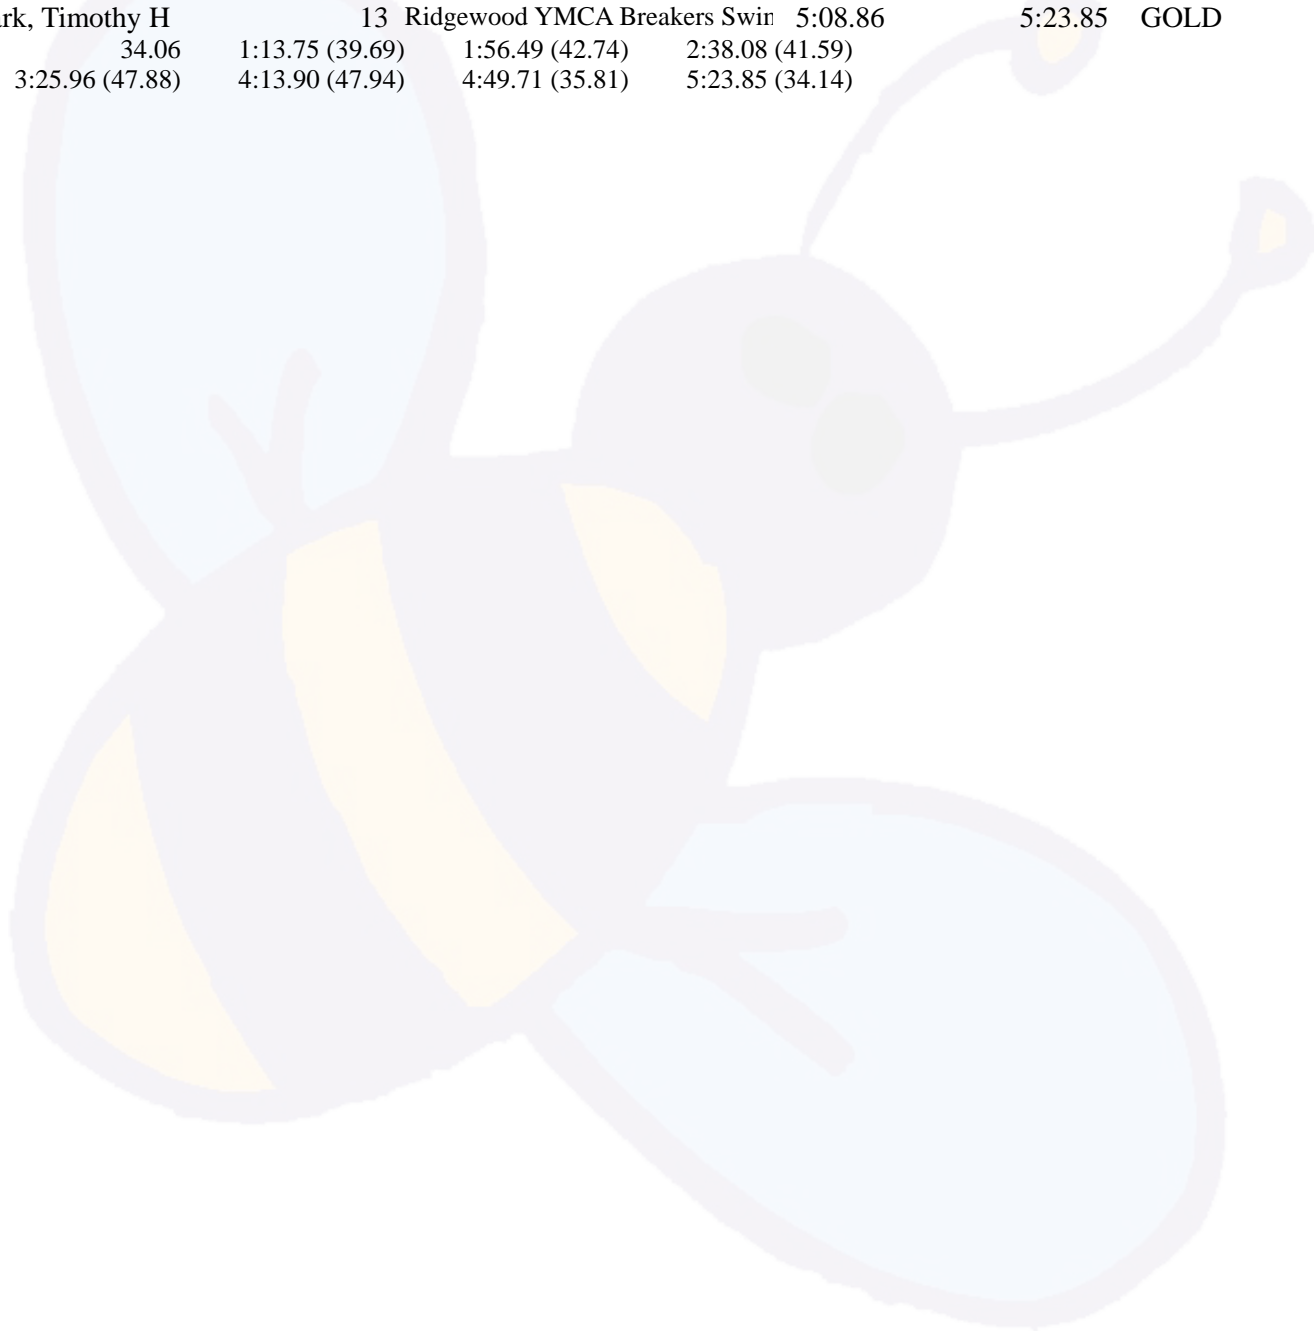 rk, Timothy H 13 Ridgewood YMCA Breakers Swin 5:08.86 5:23.85 GOLD
34.06 1:13.75 (39.69) 1:56.49 (42.74) 2:38.08 (41.59)
3:25.96 (47.88) 4:13.90 (47.94) 4:49.71 (35.81) 5:23.85 (34.14)